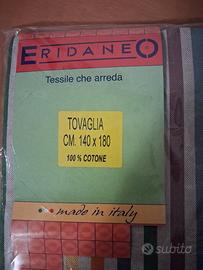 ERIDANEO
Tessile che arreda
TOVAGLIA
CM. 140 x 180
100 % COTONE
made in italy
subito